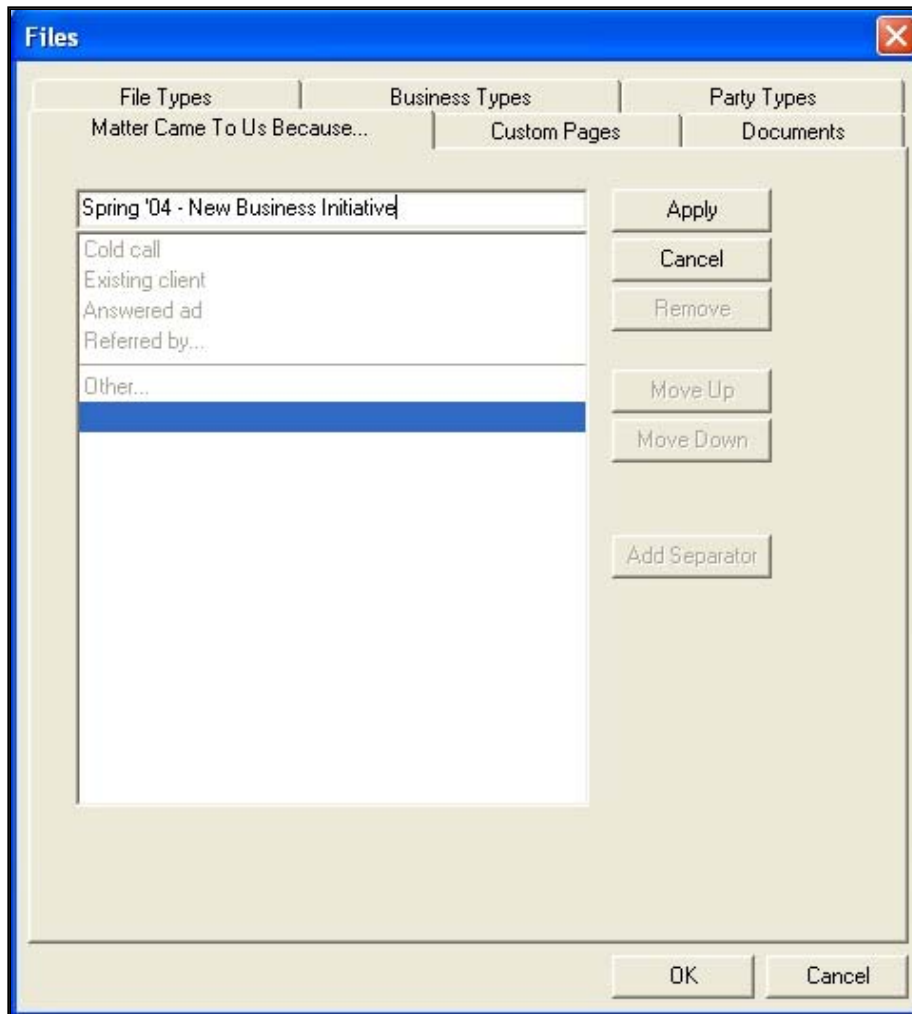 Files
File Types Business Types Party Types
Matter Came To Us Because... Custom Pages Documents
Spring '04 - New Business Initiative
Apply
Cold call
Cancel
Existing client
Answered ad
Remove
Referred by...
Other...
Move Up
Move Down
Add Separator
OK Cancel